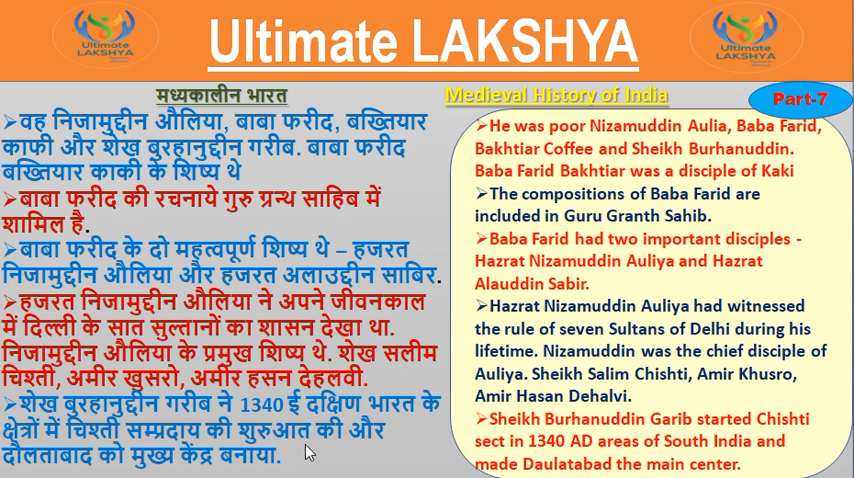 Ultimate LAKSHYA
Ultimate
LAKSHYA
Ultimate
LAKSHYA
मध्यकालीन भारत
Medieval History of India
Part-7
➢वह निजामुद्दीन औलिया, बाबा फरीद, बख्तियार
काफी और शेख बुरहानुद्दीन गरीब. बाबा फरीद
बख्तियार काकी के शिष्य थे
➢बाबा फरीद की रचनाये गुरु ग्रन्थ साहिब में
शामिल है.
➢बाबा फरीद के दो महत्वपूर्ण शिष्य थे – हजरत
निजामुद्दीन औलिया और हजरत अलाउद्दीन साबिर.
➢हजरत निजामुद्दीन औलिया ने अपने जीवनकाल
में दिल्ली के सात सुल्तानों का शासन देखा था.
निजामुद्दीन औलिया के प्रमुख शिष्य थे. शेख सलीम
चिश्ती, अमीर खुसरो, अमीर हसन देहलवी.
➢शेख बुरहानुद्दीन गरीब ने 1340 ई दक्षिण भारत के
क्षेत्रों में चिश्ती सम्प्रदाय की शुरुआत की और
दौलताबाद को मुख्य केंद्र बनाया.
➢He was poor Nizamuddin Aulia, Baba Farid,
Bakhtiar Coffee and Sheikh Burhanuddin.
Baba Farid Bakhtiar was a disciple of Kaki
➢The compositions of Baba Farid are
included in Guru Granth Sahib.
➢Baba Farid had two important disciples -
Hazrat Nizamuddin Auliya and Hazrat
Alauddin Sabir.
➢Hazrat Nizamuddin Auliya had witnessed
the rule of seven Sultans of Delhi during his
lifetime. Nizamuddin was the chief disciple of
Auliya. Sheikh Salim Chishti, Amir Khusro,
Amir Hasan Dehalvi.
➢Sheikh Burhanuddin Garib started Chishti
sect in 1340 AD areas of South India and
made Daulatabad the main center.